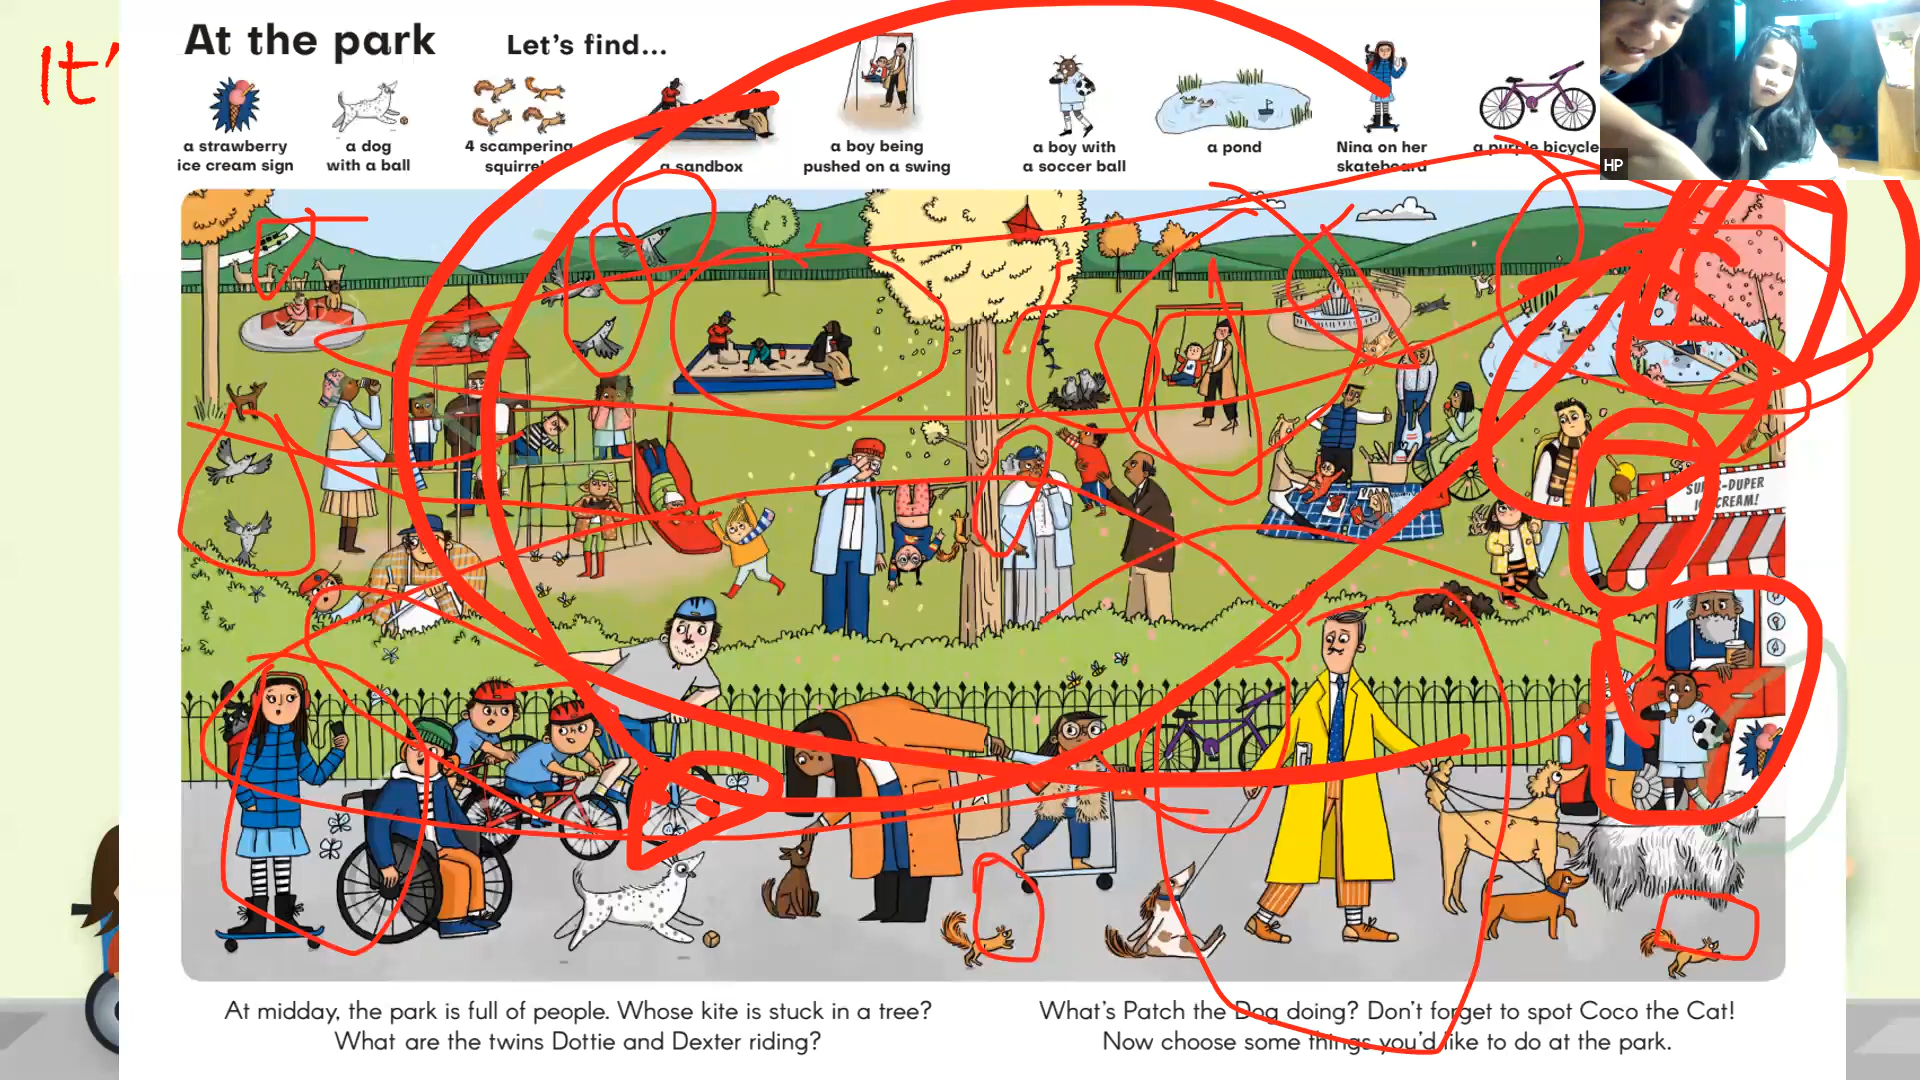 At the park
Let's find...
It'
HP
a strawberry
ice cream sign
a dog
with a ball
4 scampering
squirrels
a sandbox
a boy being
pushed on a swing
a boy with
a soccer ball
a pond
Nina on her
skateboard
a purple bicycle
SUPER-DUPER
ICE CREAM!
At midday, the park is full of people. Whose kite is stuck in a tree?
What are the twins Dottie and Dexter riding?
What's Patch the Dog doing? Don't forget to spot Coco the Cat!
Now choose some things you'd like to do at the park.